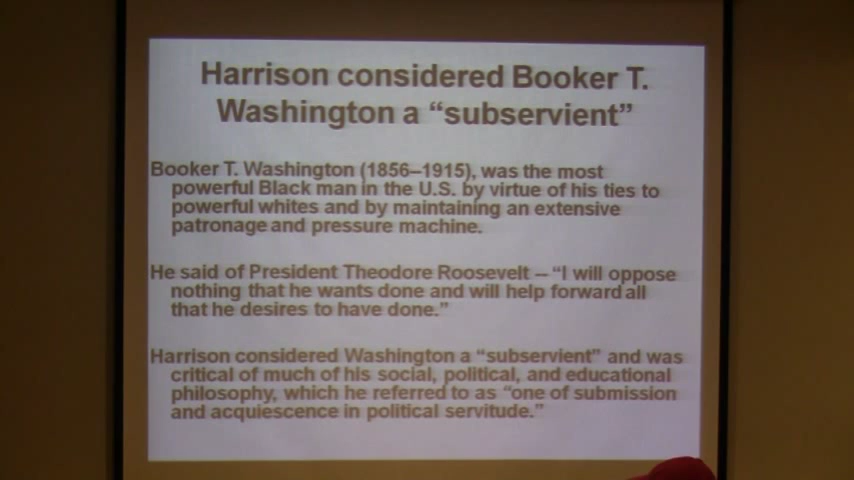 Harrison considered Booker T.
Washington a “subservient”
Booker T. Washington (1856–1915), was the most
powerful Black man in the U.S. by virtue of his ties to
powerful whites and by maintaining an extensive
patronage and pressure machine.
He said of President Theodore Roosevelt – “I will oppose
nothing that he wants done and will help forward all
that he desires to have done.”
Harrison considered Washington a “subservient” and was
critical of much of his social, political, and educational
philosophy, which he referred to as “one of submission
and acquiescence in political servitude.”